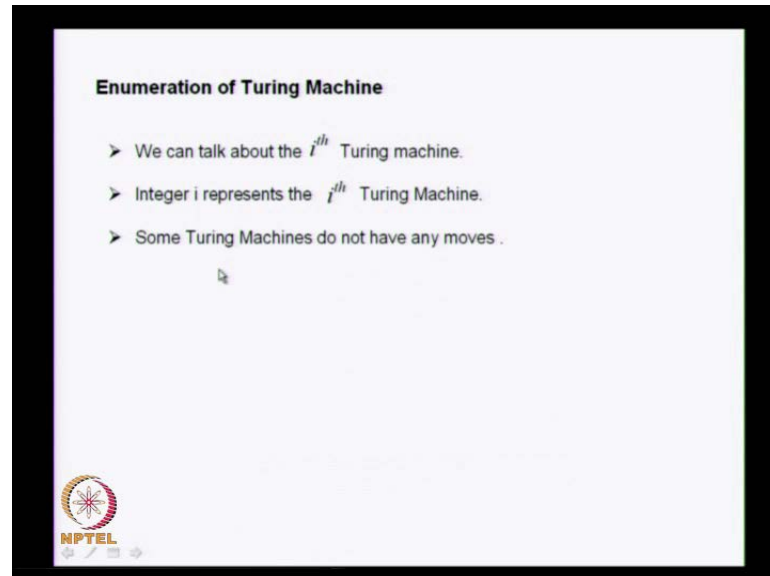 Enumeration of Turing Machine
➢ We can talk about the i^th Turing machine.
➢ Integer i represents the i^th Turing Machine.
➢ Some Turing Machines do not have any moves .
NPTEL